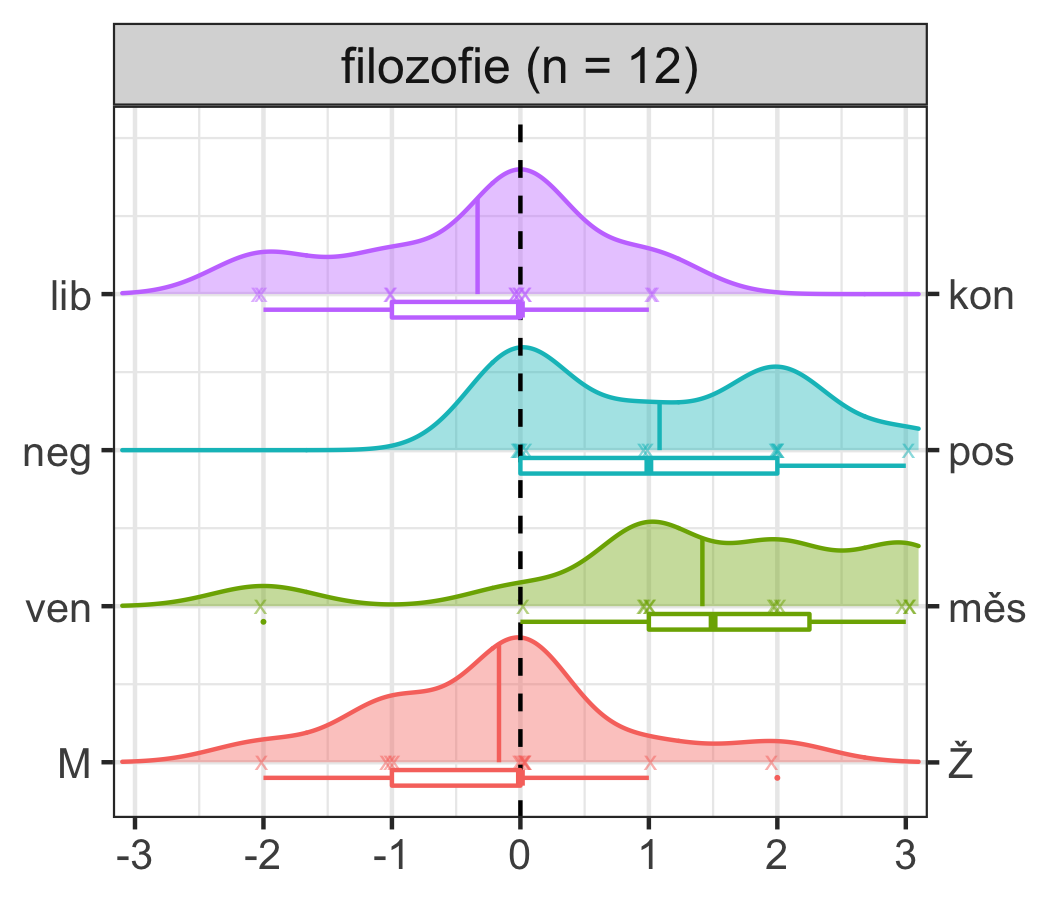 filozofie (n = 12)
lib kon
neg pos
ven měs
M Ž
-3 -2 -1 0 1 2 3